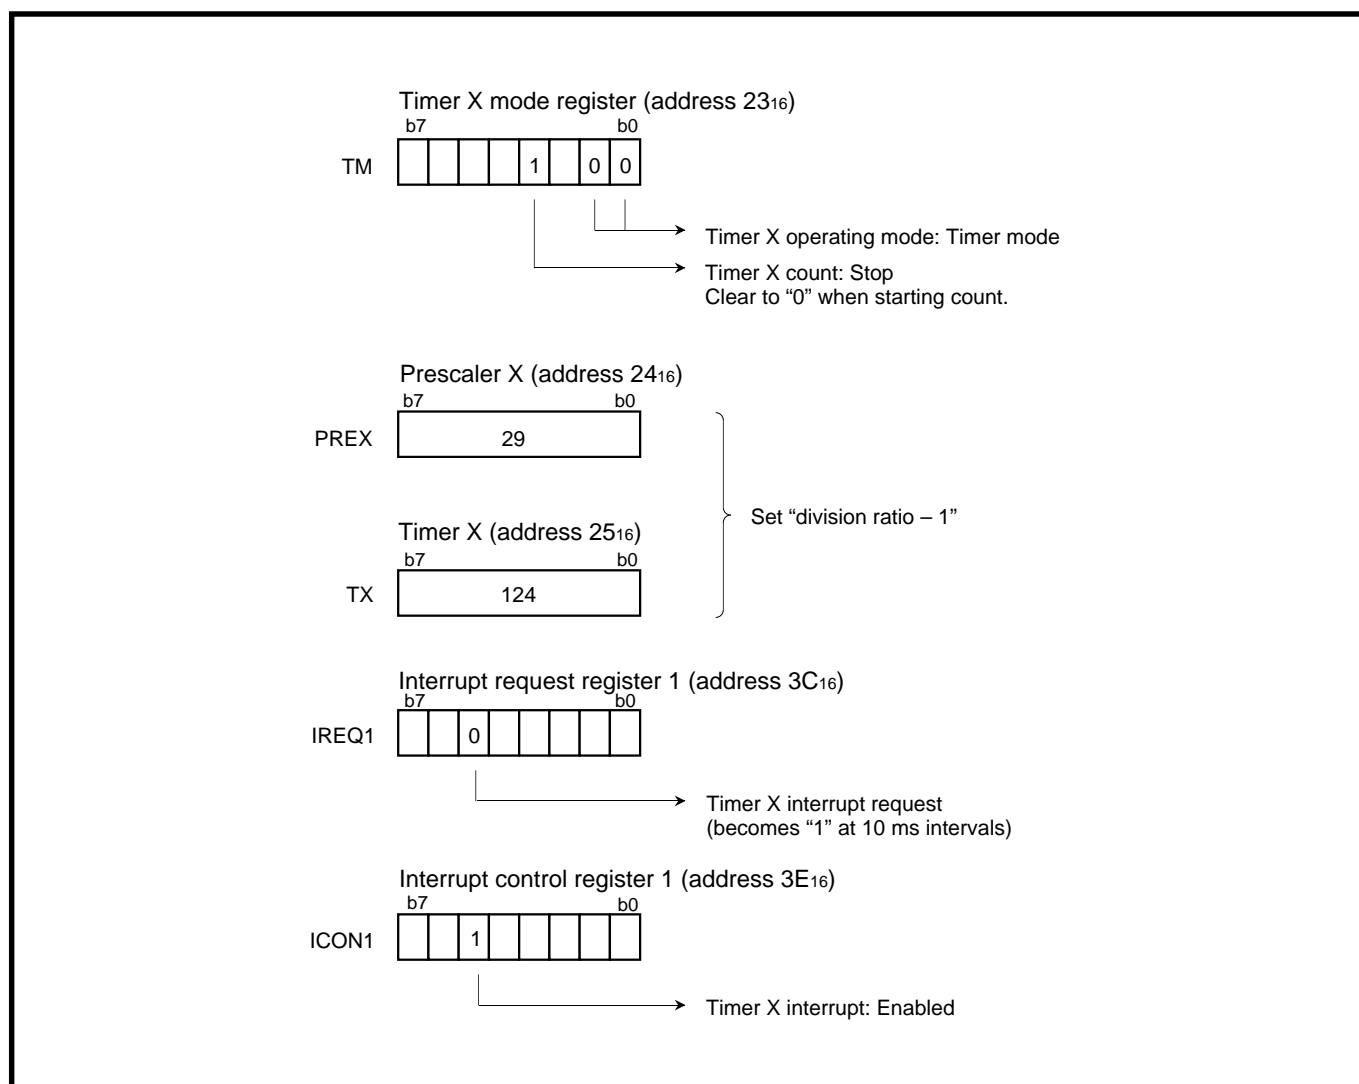 Timer X mode register (address 23₁₆)
b7 b0
TM 1 0 0
Timer X operating mode: Timer mode
Timer X count: Stop
Clear to “0” when starting count.
Prescaler X (address 24₁₆)
b7 b0
PREX 29
Set “division ratio – 1”
Timer X (address 25₁₆)
b7 b0
TX 124
Interrupt request register 1 (address 3C₁₆)
b7 b0
IREQ1 0
Timer X interrupt request
(becomes “1” at 10 ms intervals)
Interrupt control register 1 (address 3E₁₆)
b7 b0
ICON1 1
Timer X interrupt: Enabled